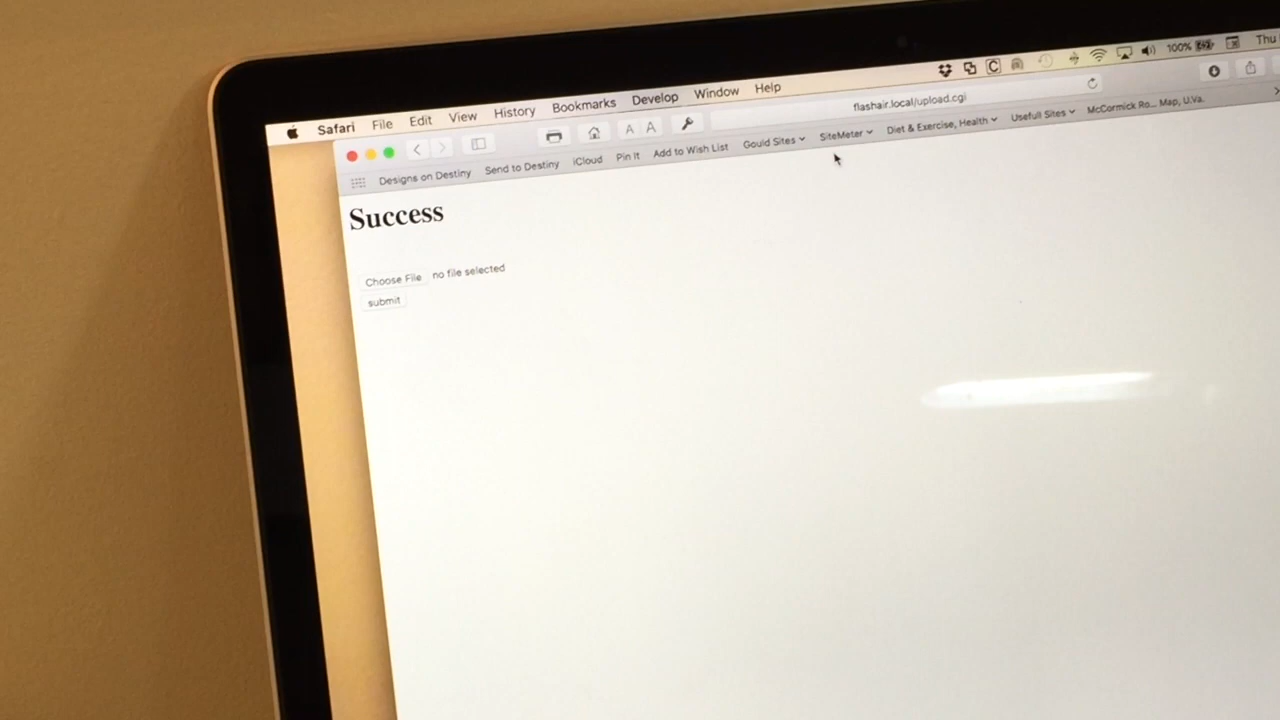 Safari File Edit View History Bookmarks Develop Window Help 100% Thu
flashair.local/upload.cgi
A A
Designs on Destiny Send to Destiny iCloud Pin It Add to Wish List Gould Sites SiteMeter Diet & Exercise, Health Usefull Sites McCormick Ro... Map, U.Va.
Success
Choose File no file selected
submit